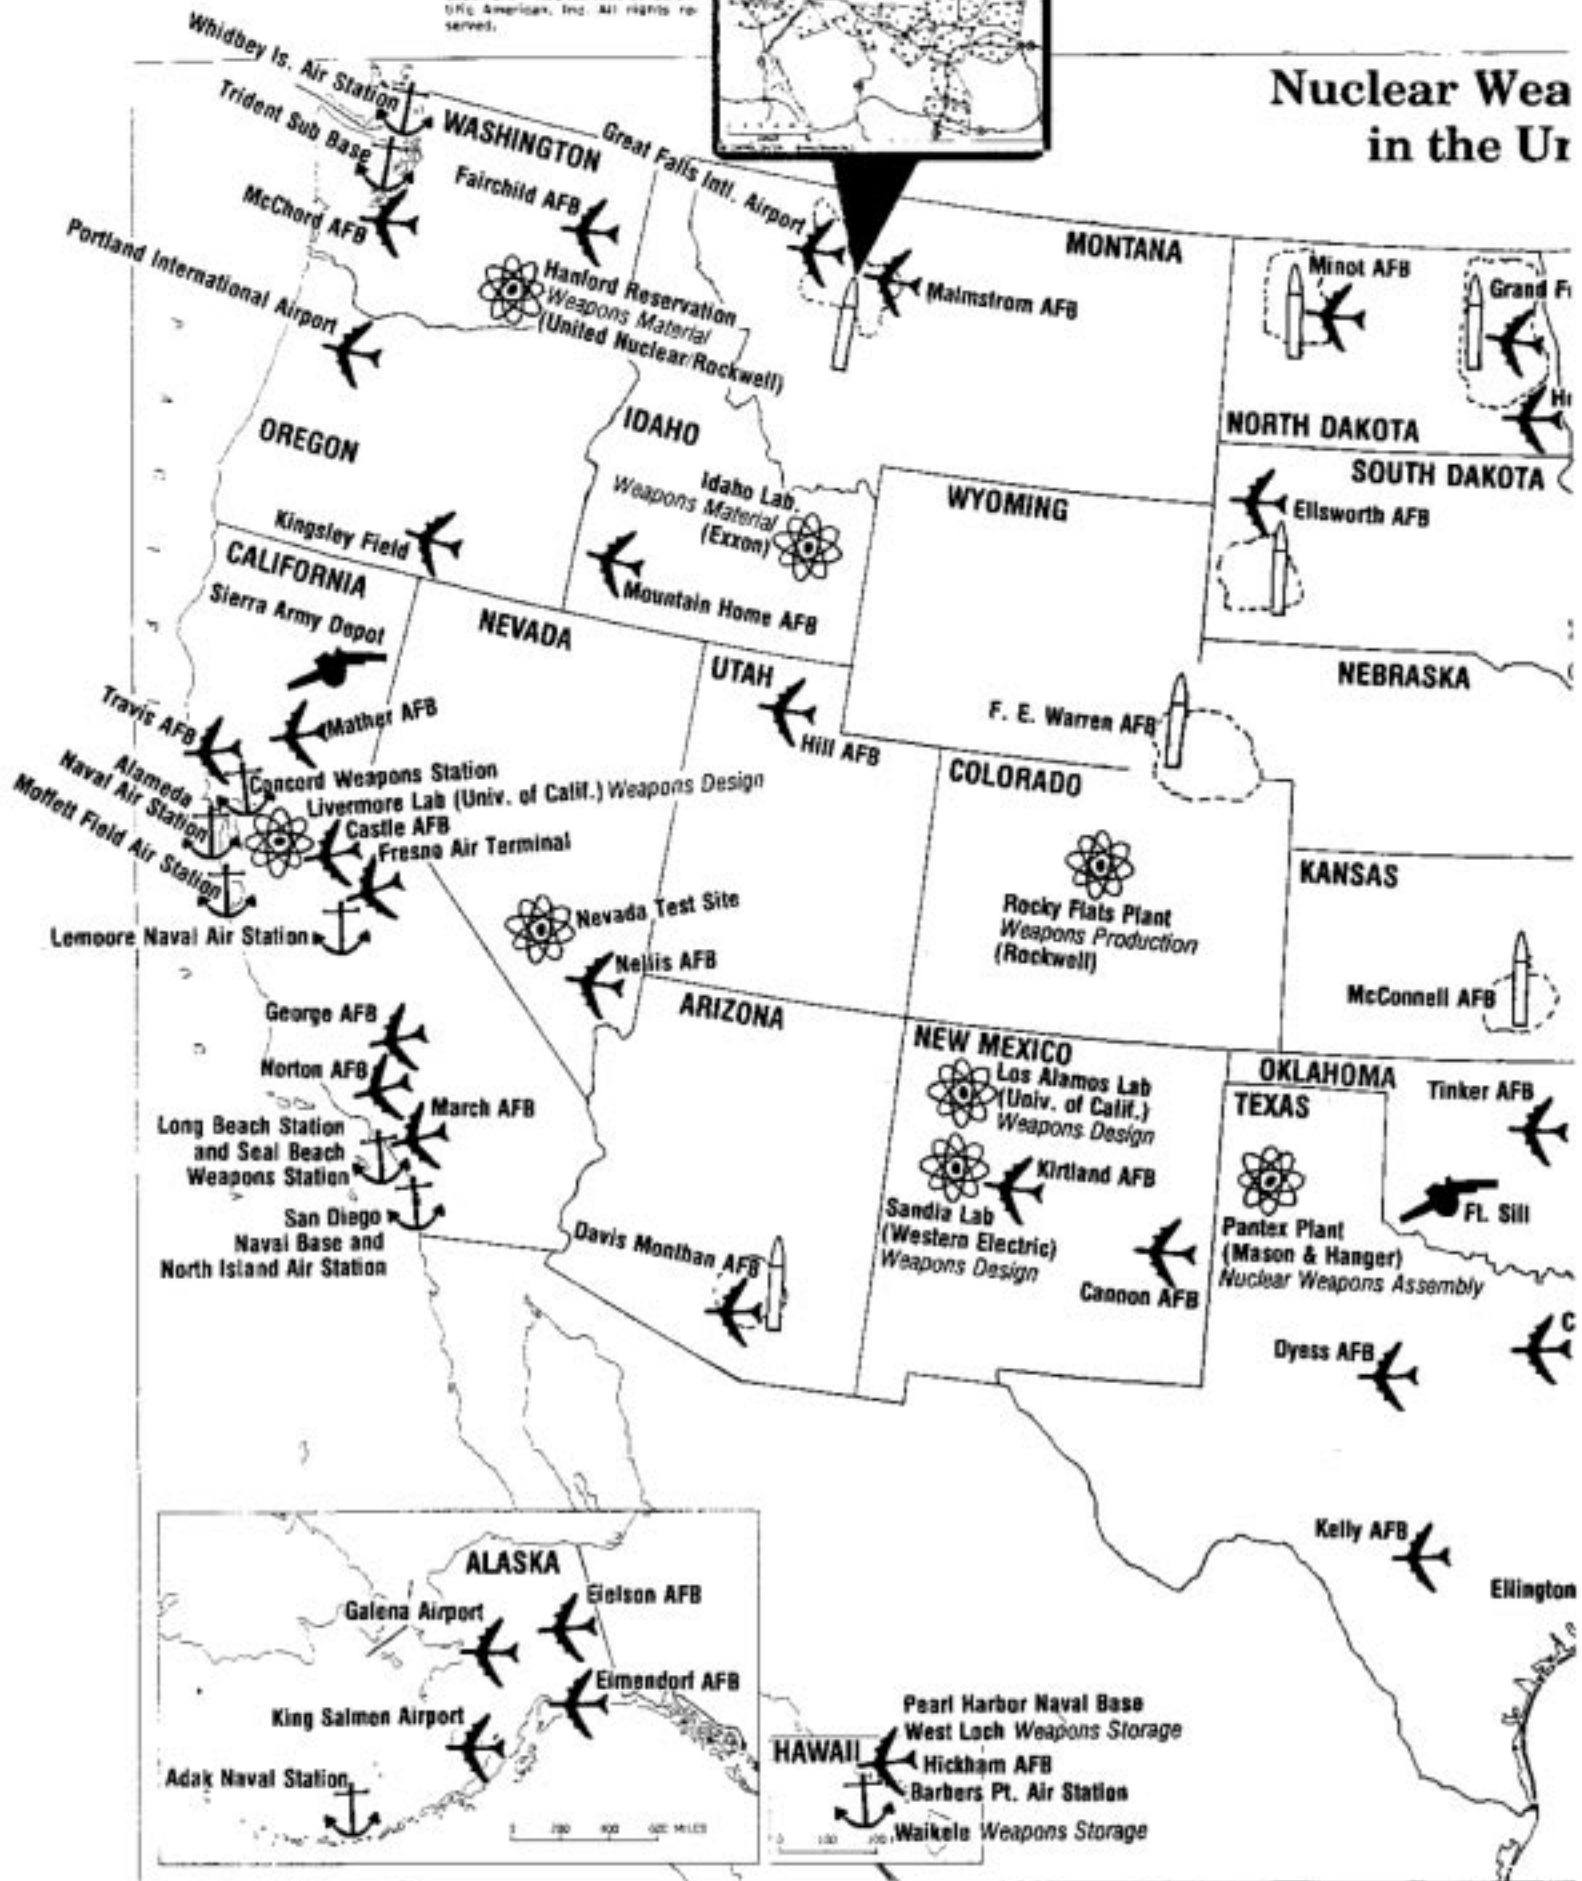 tific American, Inc. All rights re-
served.
Nuclear Wea
in the Ur
Whidbey Is. Air Station
Trident Sub Base
WASHINGTON
Great Falls Intl. Airport
Fairchild AFB
McChord AFB
Portland International Airport
Hanford Reservation
Weapons Material
(United Nuclear/Rockwell)
MONTANA
Malmstrom AFB
Minot AFB
Grand F
NORTH DAKOTA
SOUTH DAKOTA
Ellsworth AFB
OREGON
IDAHO
Idaho Lab.
Weapons Material
(Exxon)
WYOMING
Kingsley Field
Mountain Home AFB
CALIFORNIA
Sierra Army Depot
NEVADA
UTAH
Hill AFB
F. E. Warren AFB
NEBRASKA
Travis AFB
Mather AFB
Alameda
Naval Air Station
Moffett Field Air Station
Concord Weapons Station
Livermore Lab (Univ. of Calif.) Weapons Design
Castle AFB
Fresno Air Terminal
COLORADO
Rocky Flats Plant
Weapons Production
(Rockwell)
KANSAS
McConnell AFB
Lemoore Naval Air Station
Nevada Test Site
Nellis AFB
ARIZONA
George AFB
Norton AFB
March AFB
Long Beach Station
and Seal Beach
Weapons Station
San Diego
Naval Base and
North Island Air Station
Davis Monthan AFB
NEW MEXICO
Los Alamos Lab
(Univ. of Calif.)
Weapons Design
Kirtland AFB
Sandia Lab
(Western Electric)
Weapons Design
Cannon AFB
OKLAHOMA
Tinker AFB
TEXAS
Ft. Sill
Pantex Plant
(Mason & Hanger)
Nuclear Weapons Assembly
Dyess AFB
C
Kelly AFB
Ellington
ALASKA
Eielson AFB
Galena Airport
Elmendorf AFB
King Salmon Airport
Adak Naval Station
MILES
HAWAII
Pearl Harbor Naval Base
West Loch Weapons Storage
Hickham AFB
Barbers Pt. Air Station
Waikele Weapons Storage